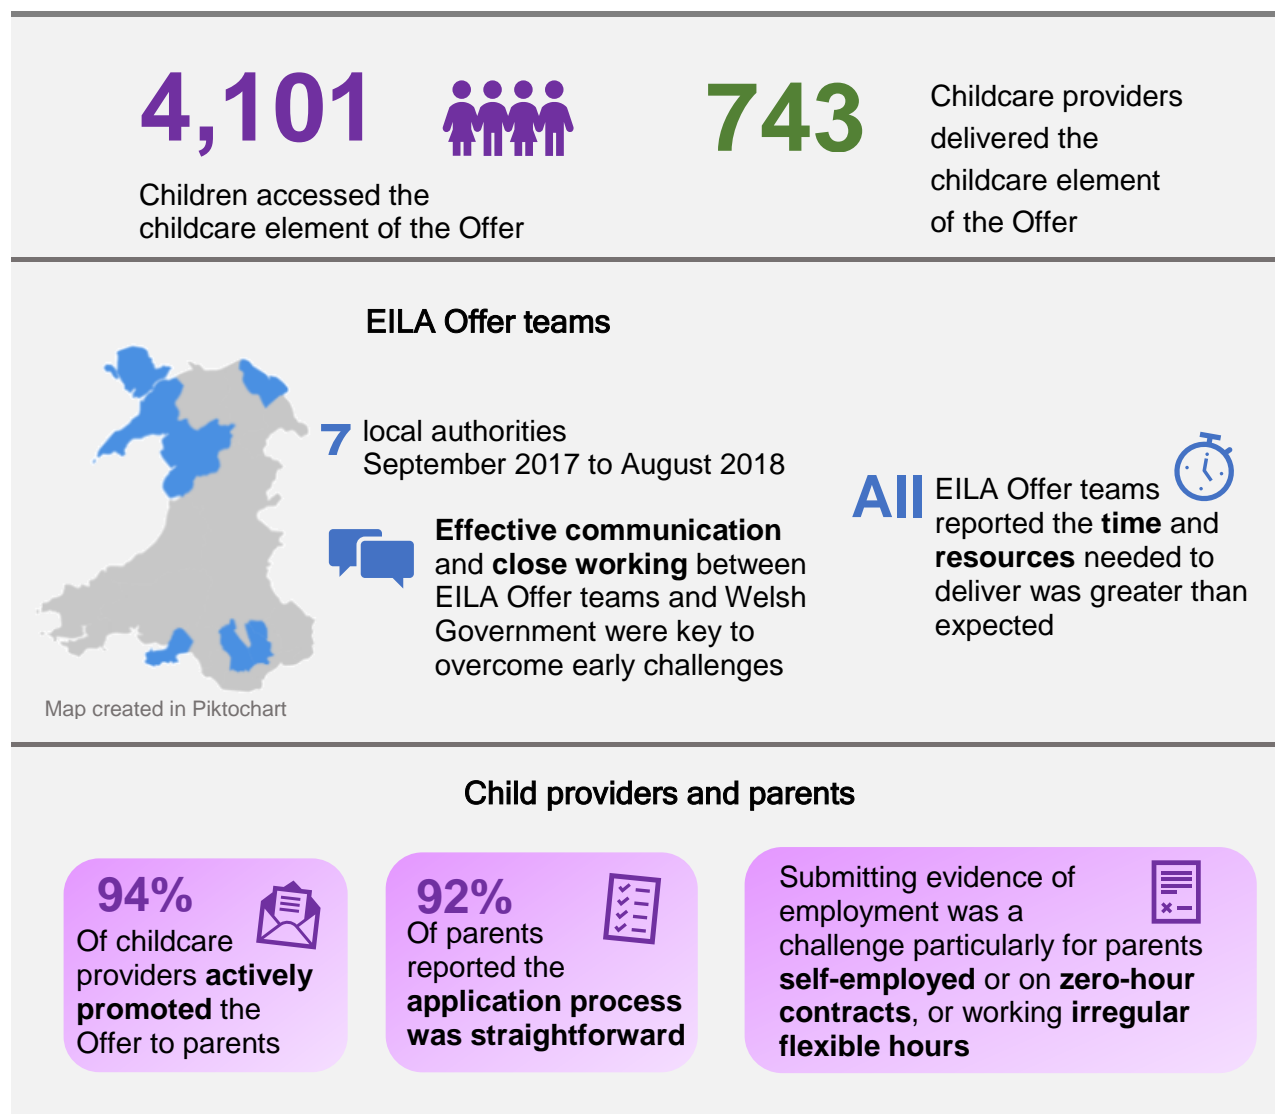 4,101
Children accessed the
childcare element of the Offer
743
Childcare providers
delivered the
childcare element
of the Offer
EILA Offer teams
7 local authorities
September 2017 to August 2018
Effective communication
and close working between
EILA Offer teams and Welsh
Government were key to
overcome early challenges
All EILA Offer teams
reported the time and
resources needed to
deliver was greater than
expected
Map created in Piktochart
Child providers and parents
94%
Of childcare
providers actively
promoted the
Offer to parents
92%
Of parents
reported the
application process
was straightforward
Submitting evidence of
employment was a
challenge particularly for parents
self-employed or on zero-hour
contracts, or working irregular
flexible hours